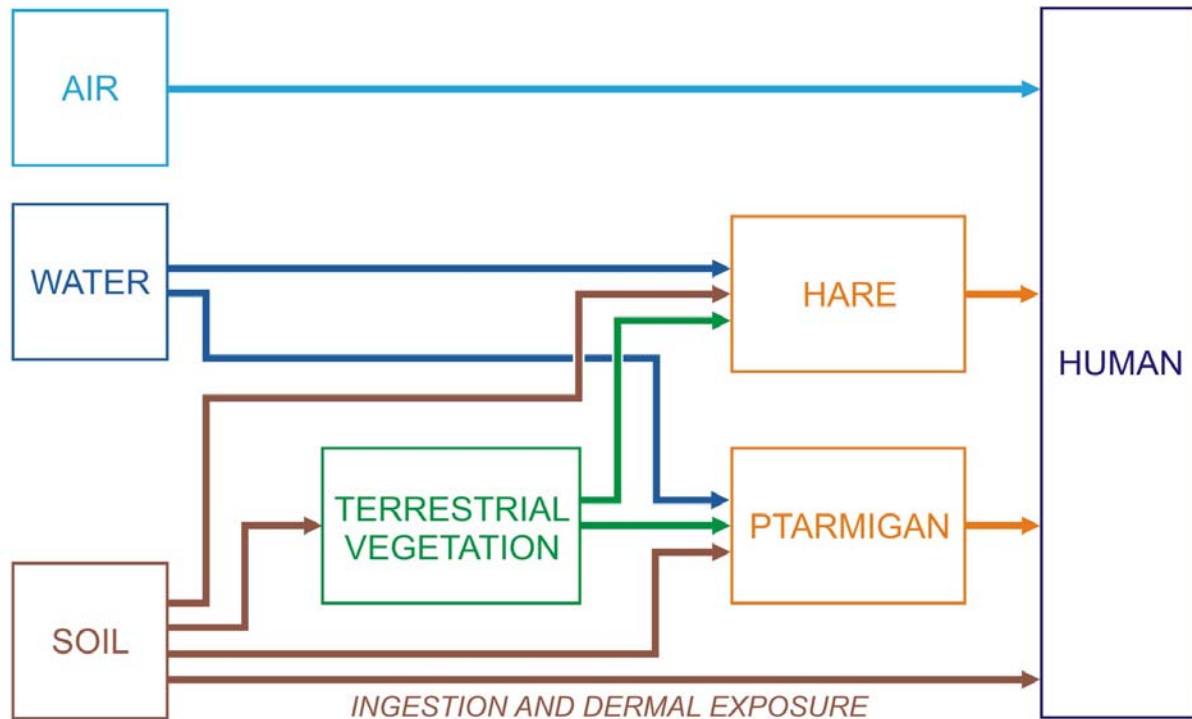 AIR
WATER
HARE
HUMAN
TERRESTRIAL
VEGETATION
PTARMIGAN
SOIL
INGESTION AND DERMAL EXPOSURE